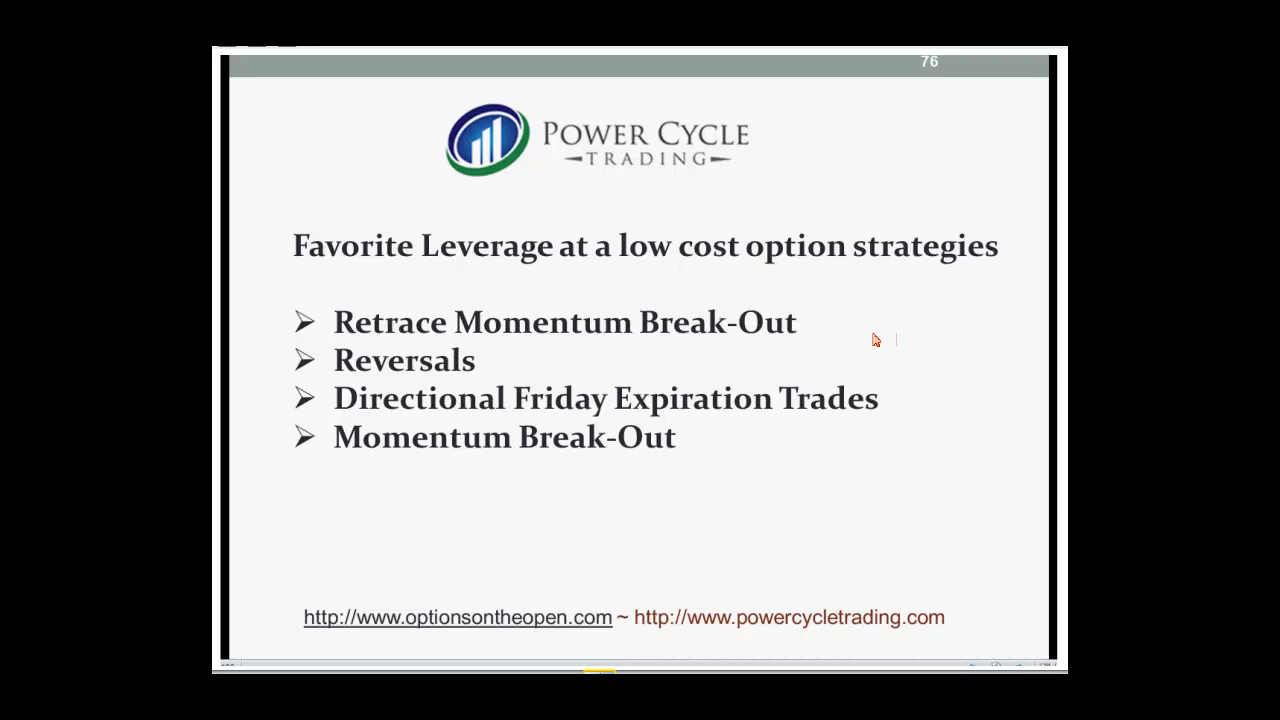 76
POWER CYCLE
TRADING
Favorite Leverage at a low cost option strategies
➢ Retrace Momentum Break-Out
➢ Reversals
➢ Directional Friday Expiration Trades
➢ Momentum Break-Out
http://www.optionsontheopen.com ~ http://www.powercycletrading.com